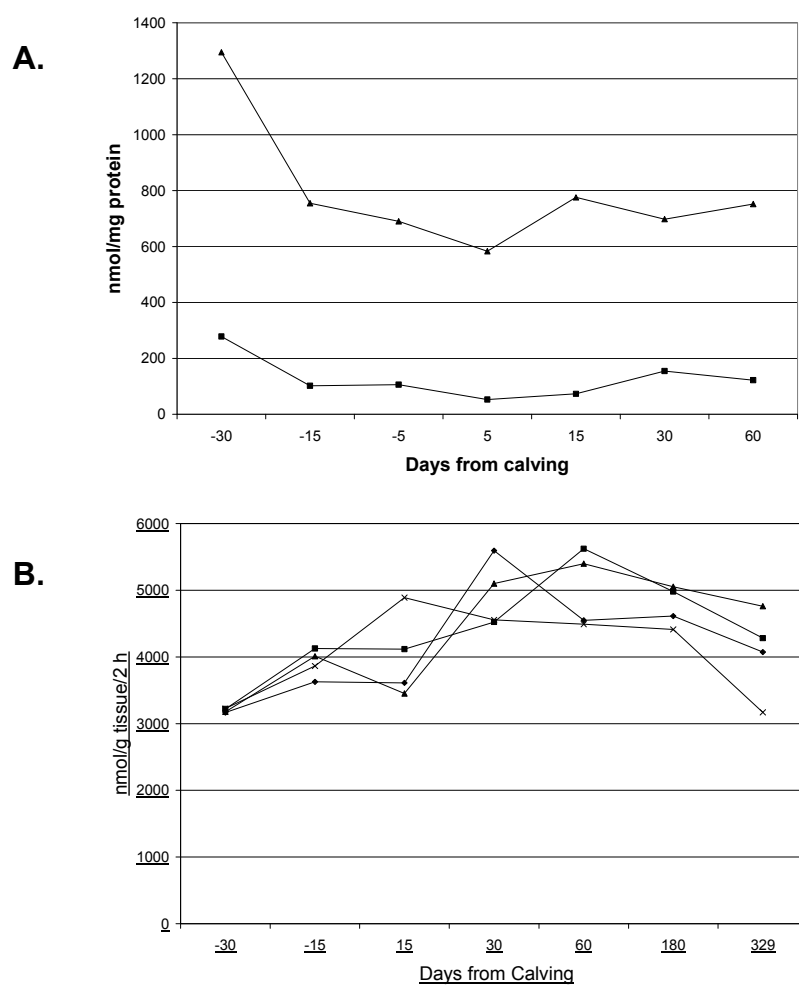 A.
nmol/mg protein
1400
1200
1000
800
600
400
200
0
-30 -15 -5 5 15 30 60
Days from calving
B.
nmol/g tissue/2 h
6000
5000
4000
3000
2000
1000
0
-30 -15 15 30 60 180 329
Days from Calving